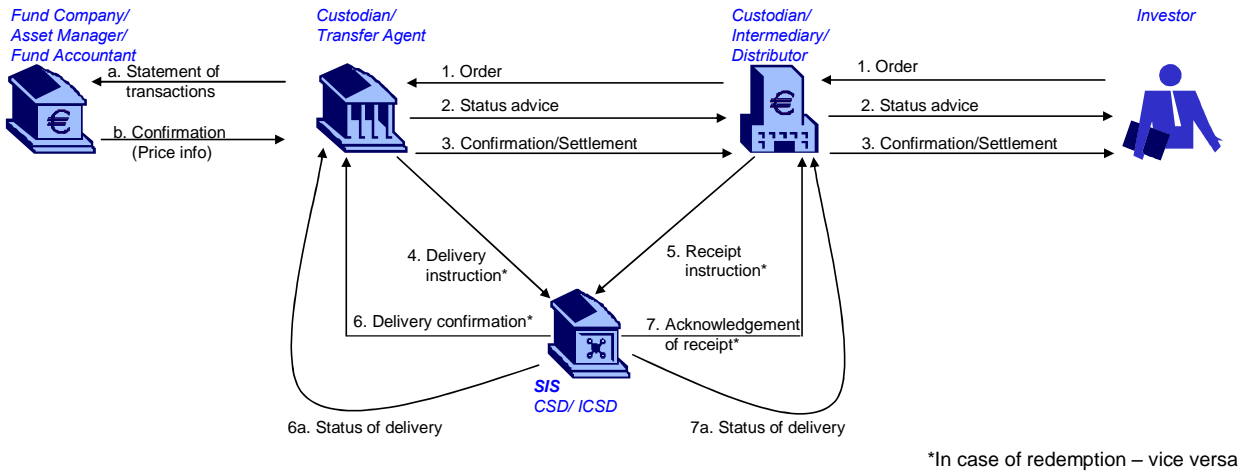 Fund Company/
Asset Manager/
Fund Accountant
Custodian/
Transfer Agent
Custodian/
Intermediary/
Distributor
Investor
a. Statement of
transactions
b. Confirmation
(Price info)
1. Order
2. Status advice
3. Confirmation/Settlement
1. Order
2. Status advice
3. Confirmation/Settlement
€
€
4. Delivery
instruction*
5. Receipt
instruction*
6. Delivery confirmation*
7. Acknowledgement
of receipt*
SIS
CSD/ ICSD
6a. Status of delivery
7a. Status of delivery
*In case of redemption – vice versa